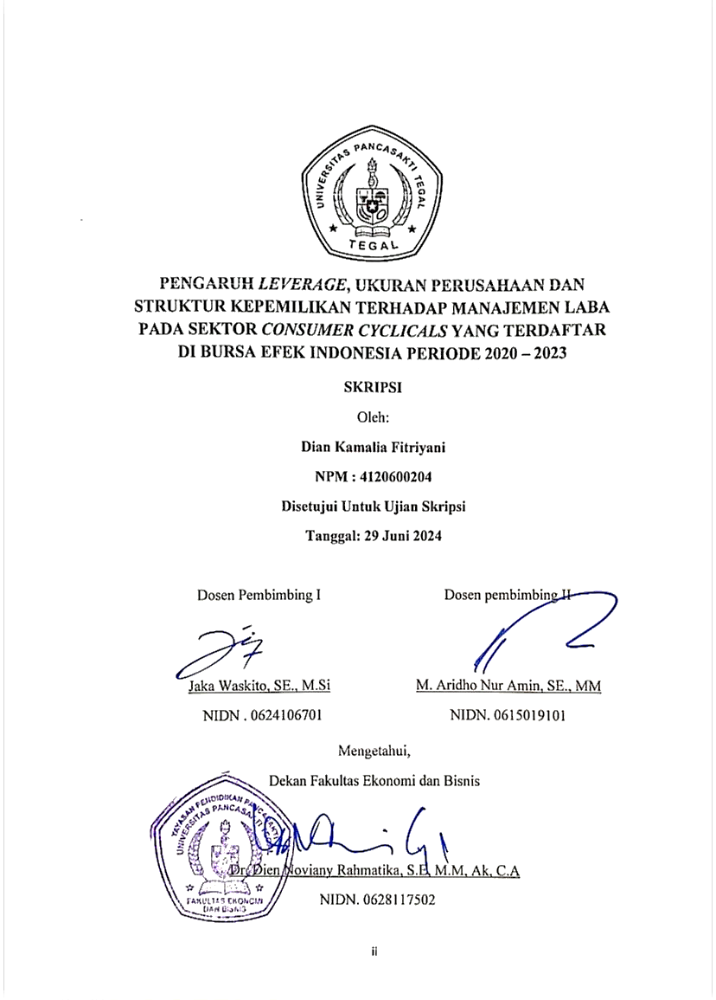 UNIVERSITAS PANCASAKTI TEGAL
TEGAL
PENGARUH LEVERAGE, UKURAN PERUSAHAAN DAN
STRUKTUR KEPEMILIKAN TERHADAP MANAJEMEN LABA
PADA SEKTOR CONSUMER CYCLICALS YANG TERDAFTAR
DI BURSA EFEK INDONESIA PERIODE 2020 – 2023
SKRIPSI
Oleh:
Dian Kamalia Fitriyani
NPM : 4120600204
Disetujui Untuk Ujian Skripsi
Tanggal: 29 Juni 2024
Dosen Pembimbing I
Dosen pembimbing II
Jaka Waskito, SE., M.Si
M. Aridho Nur Amin, SE., MM
NIDN . 0624106701
NIDN. 0615019101
Mengetahui,
Dekan Fakultas Ekonomi dan Bisnis
YAYASAN PENDIDIKAN PANCASAKTI
UNIVERSITAS PANCASAKTI
FAKULTAS EKONOMI
DAN BISNIS
Dr. Dien Noviany Rahmatika, S.E, M.M, Ak, C.A
NIDN. 0628117502
ii